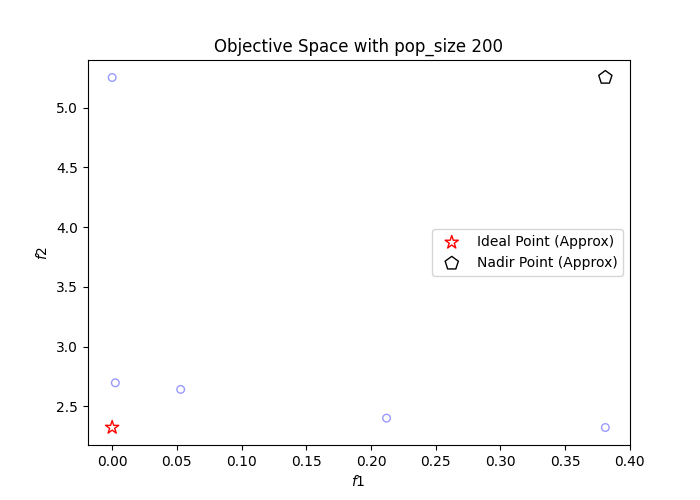 Objective Space with pop_size 200
5.0
4.5
4.0
3.5
3.0
2.5
f2
Ideal Point (Approx)
Nadir Point (Approx)
0.00 0.05 0.10 0.15 0.20 0.25 0.30 0.35 0.40
f1